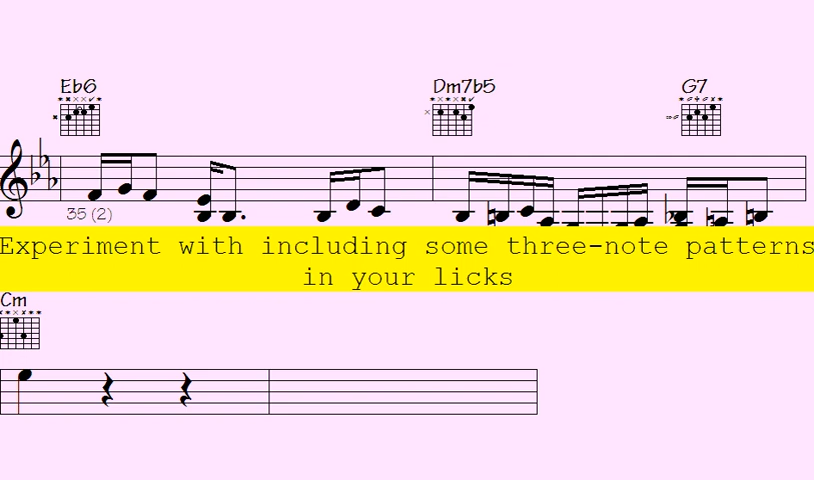 Eb6 Dm7b5 G7
35 (2)
Experiment with including some three-note patterns
in your licks
Cm